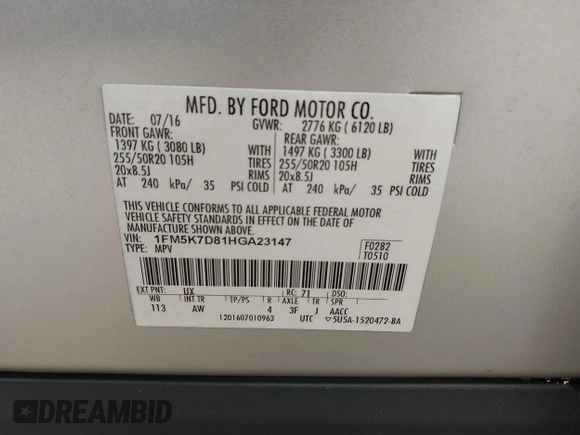 MFD. BY FORD MOTOR CO.
DATE: 07/16 GVWR: 2776 KG ( 6120 LB)
FRONT GAWR: REAR GAWR:
1397 KG ( 3080 LB) 1497 KG ( 3300 LB)
255/50R20 105H TIRES 255/50R20 105H TIRES
20x8.5J RIMS 20x8.5J RIMS
AT 240 kPa/ 35 PSI COLD AT 240 kPa/ 35 PSI COLD
THIS VEHICLE CONFORMS TO ALL APPLICABLE FEDERAL MOTOR
VEHICLE SAFETY STANDARDS IN EFFECT ON THE DATE OF
MANUFACTURE SHOWN ABOVE.
VIN: 1FM5K7D81HGA23147
TYPE: MPV
F0282
T0510
EXT PNT: UX RC: 71 DSO:
WB INT TR TP/PS R AXLE TR SPR
113 AW 4 3F J AACC
1201607010963 UTC ▽5U5A-1520472-BA
DREAMBID